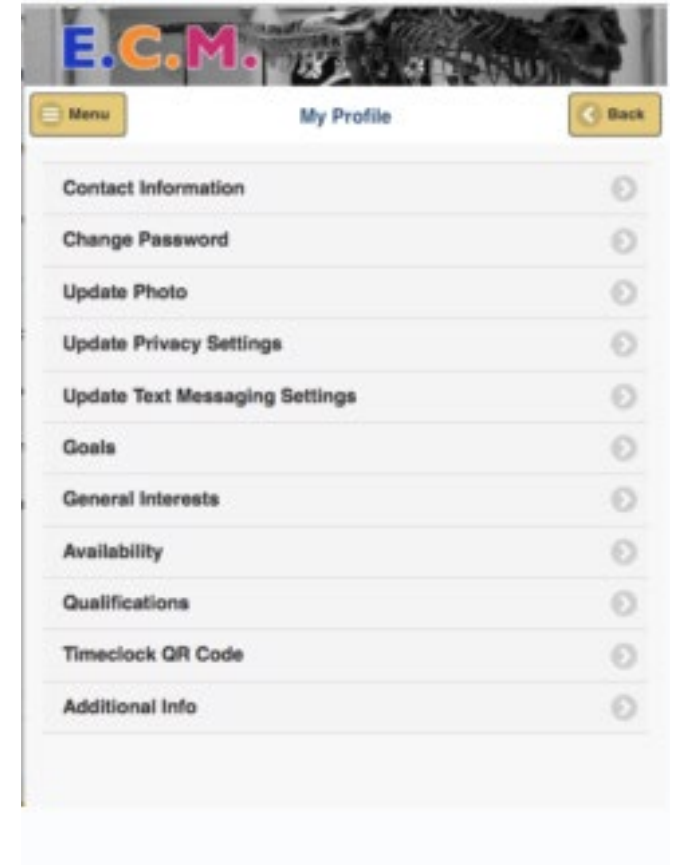 E.C.M.
Menu
My Profile
Back
Contact Information
Change Password
Update Photo
Update Privacy Settings
Update Text Messaging Settings
Goals
General Interests
Availability
Qualifications
Timeclock QR Code
Additional Info